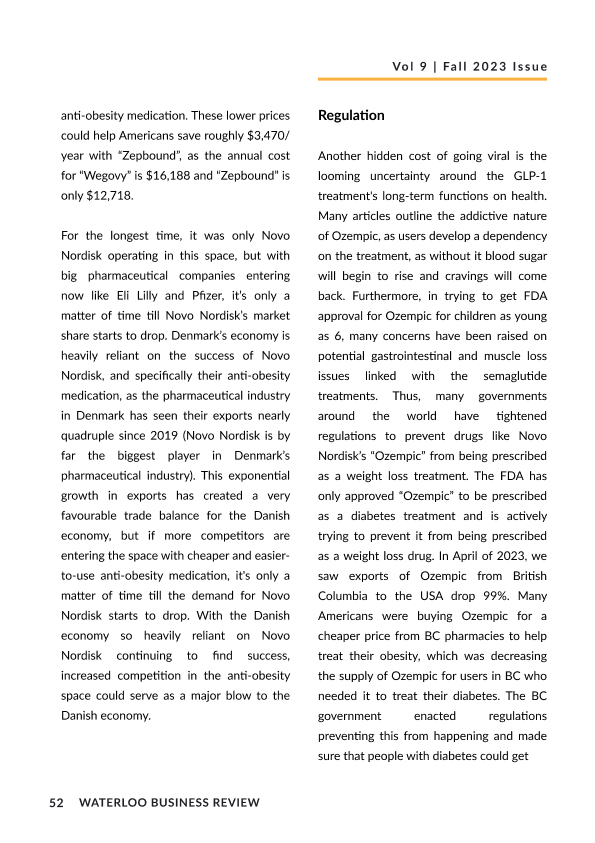 Vol 9 | Fall 2023 Issue
anti-obesity medication. These lower prices
could help Americans save roughly $3,470/
year with “Zepbound”, as the annual cost
for “Wegovy” is $16,188 and “Zepbound” is
only $12,718.
For the longest time, it was only Novo
Nordisk operating in this space, but with
big pharmaceutical companies entering
now like Eli Lilly and Pfizer, it’s only a
matter of time till Novo Nordisk’s market
share starts to drop. Denmark’s economy is
heavily reliant on the success of Novo
Nordisk, and specifically their anti-obesity
medication, as the pharmaceutical industry
in Denmark has seen their exports nearly
quadruple since 2019 (Novo Nordisk is by
far the biggest player in Denmark’s
pharmaceutical industry). This exponential
growth in exports has created a very
favourable trade balance for the Danish
economy, but if more competitors are
entering the space with cheaper and easier-
to-use anti-obesity medication, it's only a
matter of time till the demand for Novo
Nordisk starts to drop. With the Danish
economy so heavily reliant on Novo
Nordisk continuing to find success,
increased competition in the anti-obesity
space could serve as a major blow to the
Danish economy.
Regulation
Another hidden cost of going viral is the
looming uncertainty around the GLP-1
treatment's long-term functions on health.
Many articles outline the addictive nature
of Ozempic, as users develop a dependency
on the treatment, as without it blood sugar
will begin to rise and cravings will come
back. Furthermore, in trying to get FDA
approval for Ozempic for children as young
as 6, many concerns have been raised on
potential gastrointestinal and muscle loss
issues linked with the semaglutide
treatments. Thus, many governments
around the world have tightened
regulations to prevent drugs like Novo
Nordisk’s “Ozempic” from being prescribed
as a weight loss treatment. The FDA has
only approved “Ozempic” to be prescribed
as a diabetes treatment and is actively
trying to prevent it from being prescribed
as a weight loss drug. In April of 2023, we
saw exports of Ozempic from British
Columbia to the USA drop 99%. Many
Americans were buying Ozempic for a
cheaper price from BC pharmacies to help
treat their obesity, which was decreasing
the supply of Ozempic for users in BC who
needed it to treat their diabetes. The BC
government enacted regulations
preventing this from happening and made
sure that people with diabetes could get
52 WATERLOO BUSINESS REVIEW